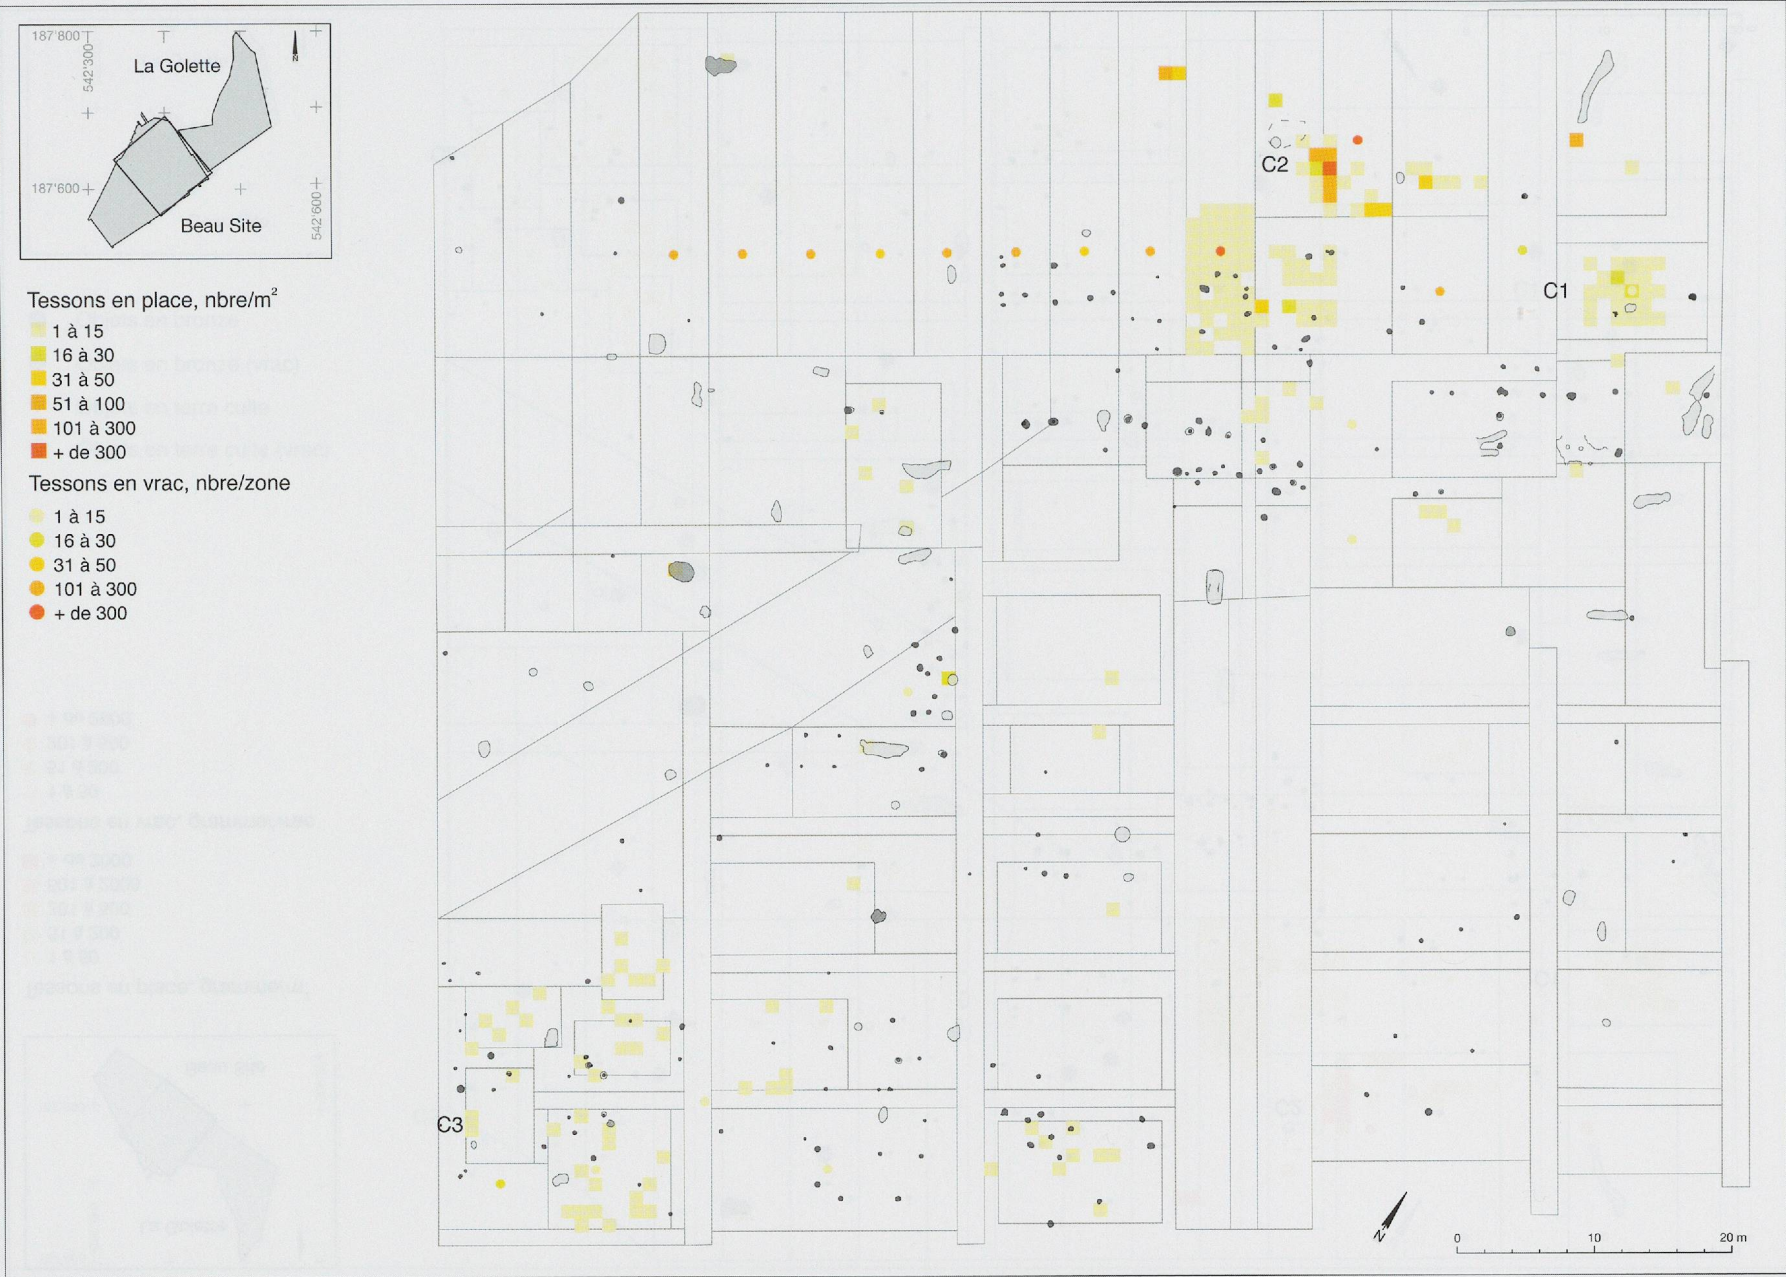 187'800
542'300
La Golette
N
187'600
542'600
Beau Site
Tessons en place, nbre/m²
1 à 15
16 à 30
31 à 50
51 à 100
101 à 300
+ de 300
Tessons en vrac, nbre/zone
1 à 15
16 à 30
31 à 50
101 à 300
+ de 300
C2
C1
C3
N
0 10 20 m